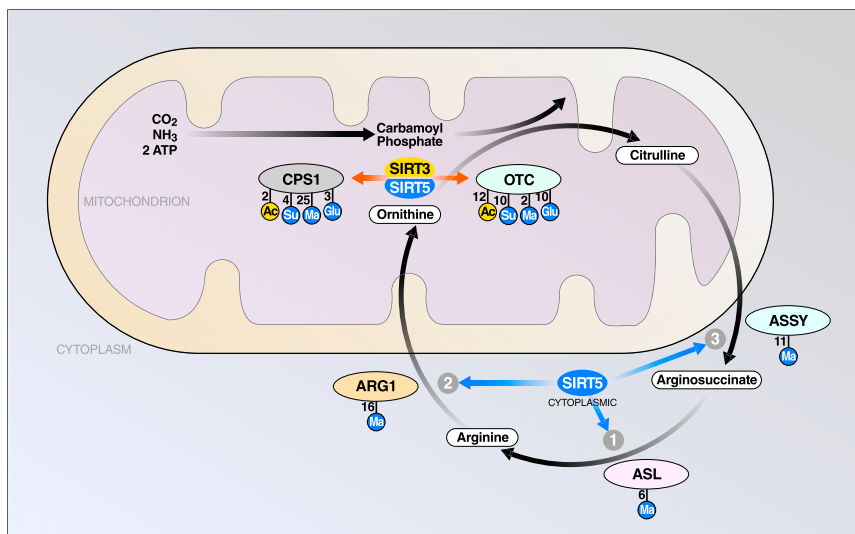 CO2
NH3
2 ATP
Carbamoyl
Phosphate
Citrulline
SIRT3
SIRT5
CPS1
2
4
25
3
Ac
Su
Ma
Glu
OTC
12
10
2
10
Ac
Su
Ma
Glu
MITOCHONDRION
Ornithine
CYTOPLASM
ASSY
11
Ma
3
ARG1
16
Ma
2
SIRT5
CYTOPLASMIC
Arginosuccinate
1
Arginine
ASL
6
Ma